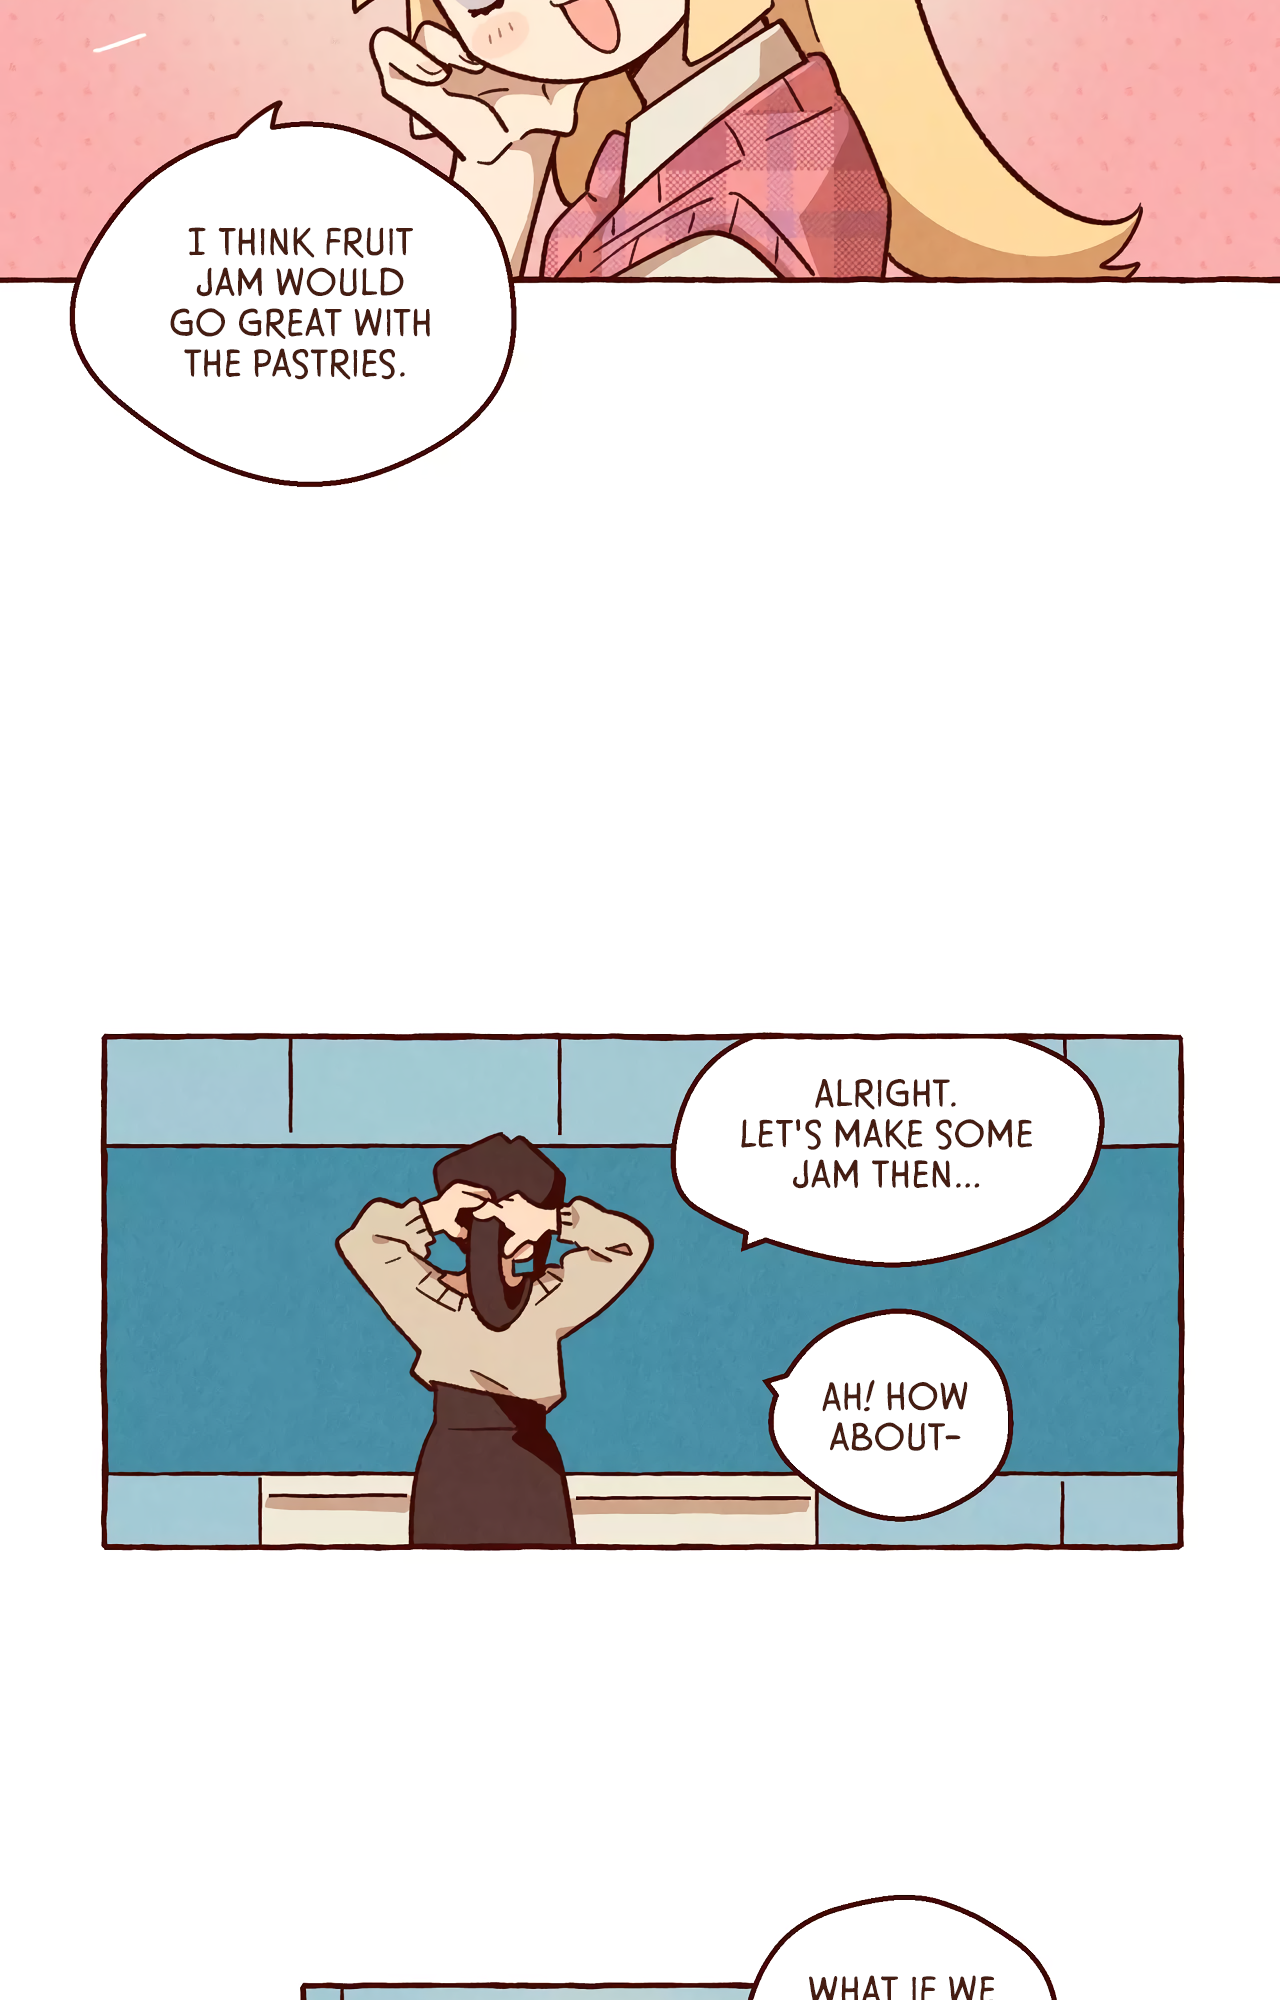 I THINK FRUIT
JAM WOULD
GO GREAT WITH
THE PASTRIES.
ALRIGHT.
LET'S MAKE SOME
JAM THEN...
AH! HOW
ABOUT-
WHAT IF WE